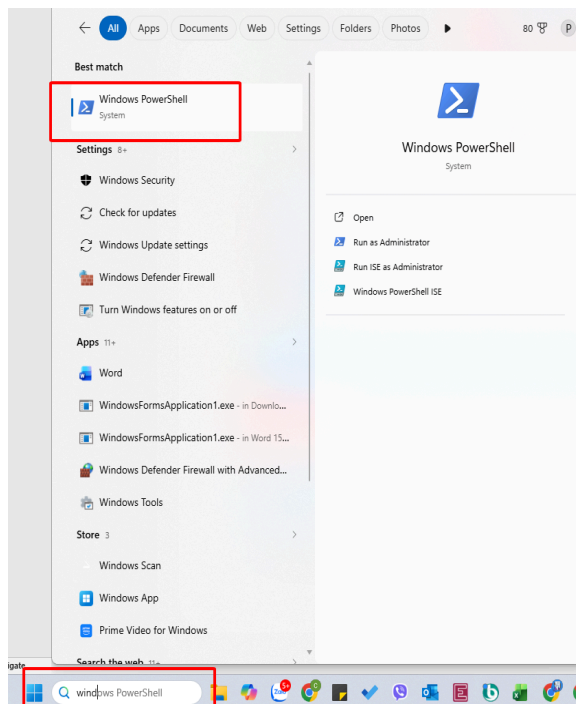 All Apps Documents Web Settings Folders Photos 80 P
Best match
Windows PowerShell
System
Settings 8+
Windows Security
Check for updates
Windows Update settings
Windows Defender Firewall
Turn Windows features on or off
Apps 11+
Word
WindowsFormsApplication1.exe - in Downlo...
WindowsFormsApplication1.exe - in Word 15...
Windows Defender Firewall with Advanced...
Windows Tools
Store 3
Windows Scan
Windows App
Prime Video for Windows
Search the web 11+
Windows PowerShell
System
Open
Run as Administrator
Run ISE as Administrator
Windows PowerShell ISE
igate
windows PowerShell
Zalo 5+